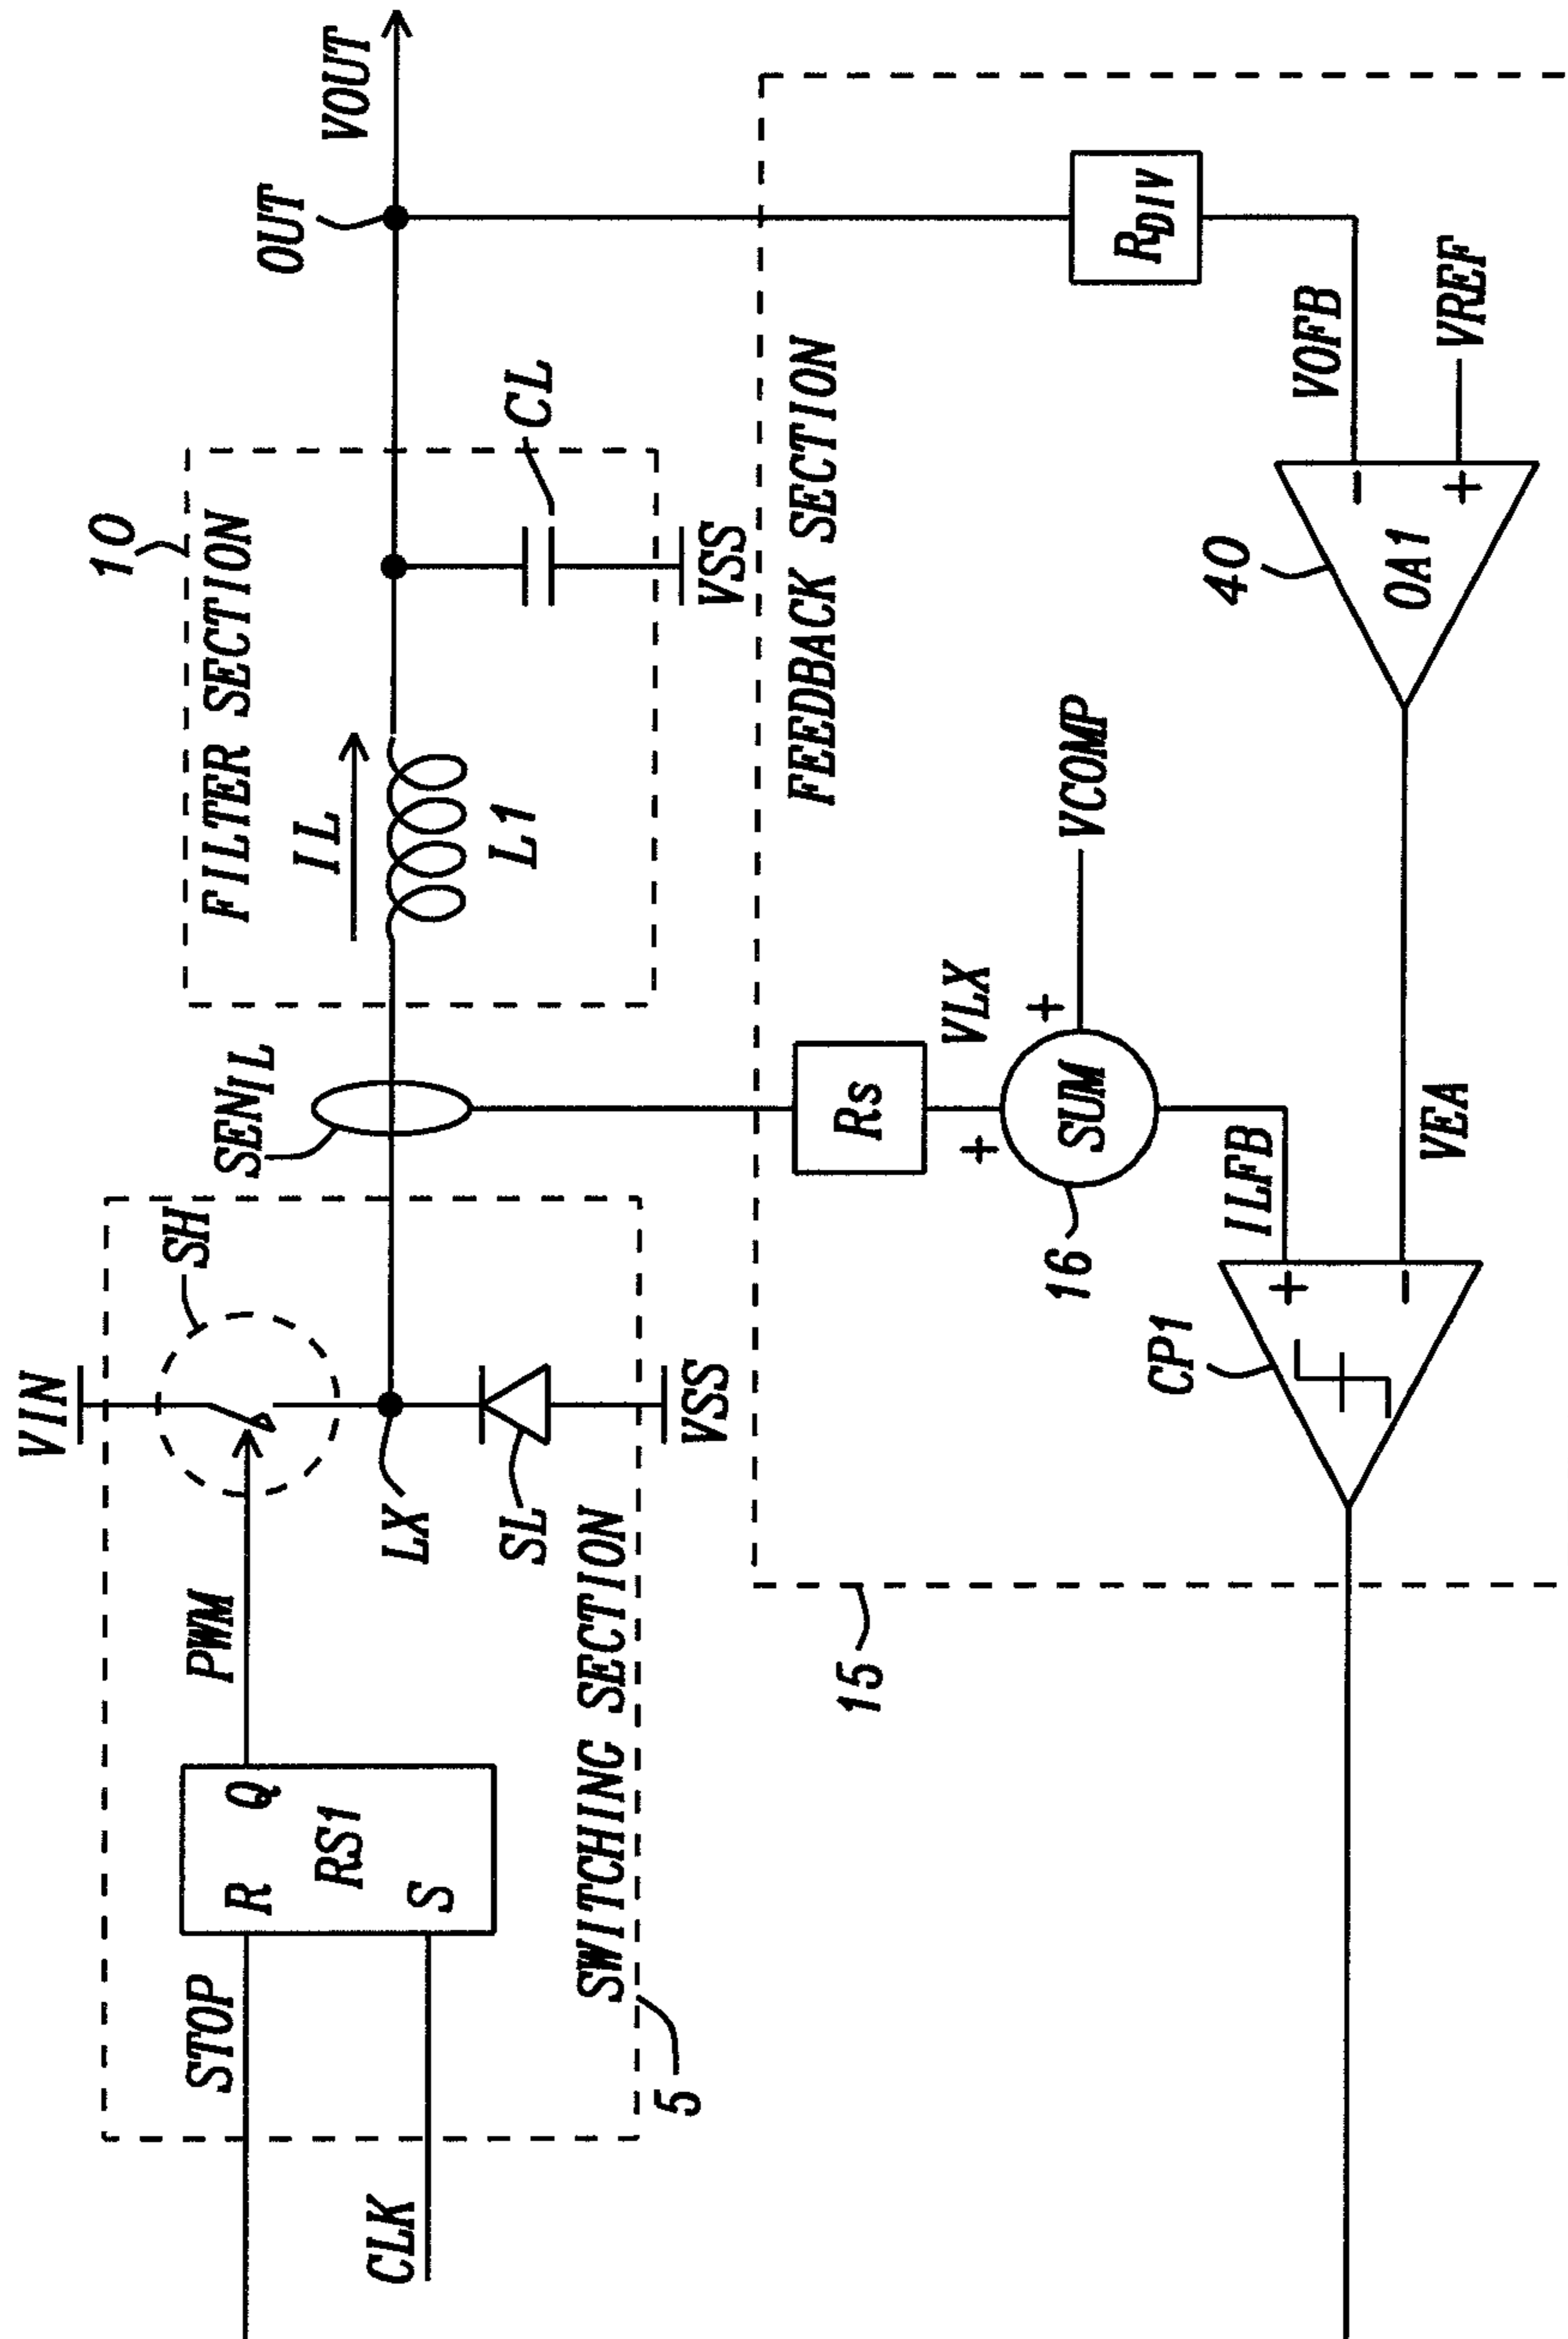 10
FILTER SECTION
VIN
SH
SENIL
IL
OUT
VOUT
STOP
R
Q
RS1
S
PWM
CLK
LX
L1
CL
SL
VSS
VSS
SWITCHING SECTION
5
FEEDBACK SECTION
15
Rs
VLX
+
+
SUM
VCOMP
16
RDIV
CP1
ILFB
+
-
VEA
40
OA1
-
+
VOFB
VREF